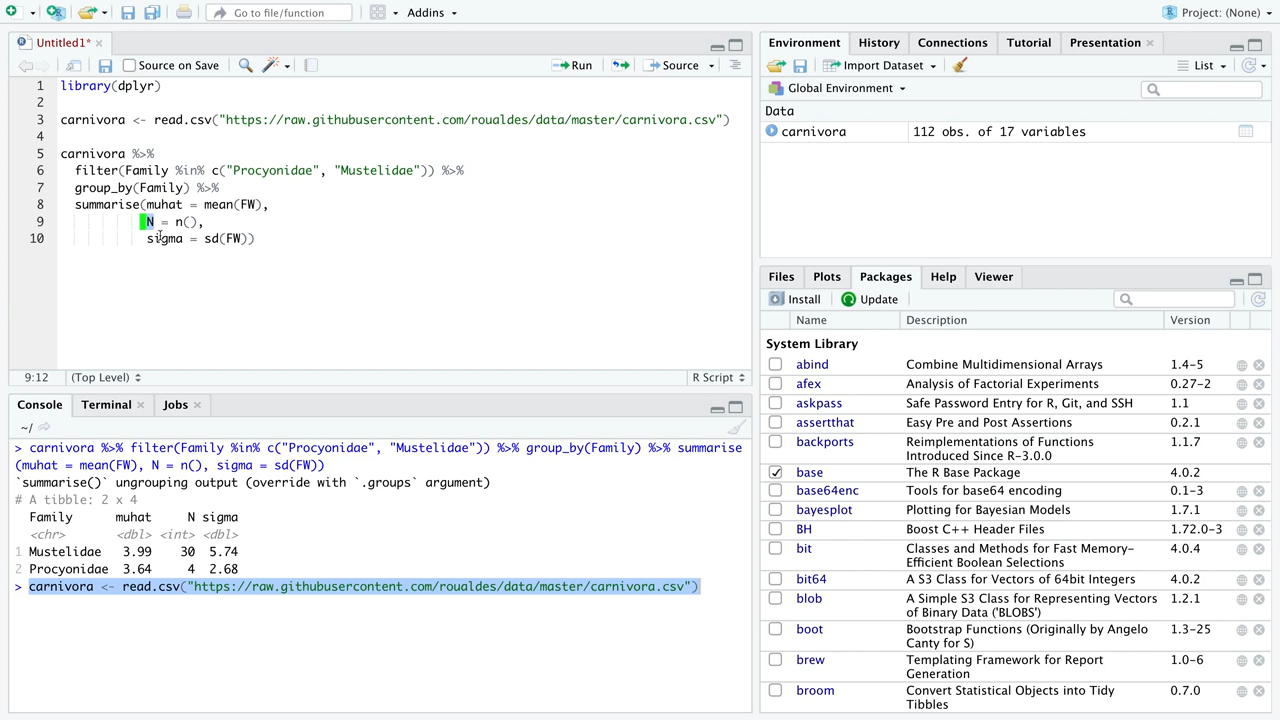 Go to file/function
Addins
Project: (None)
Untitled1*
Source on Save
Run
Source
1 library(dplyr)
2
3 carnivora <- read.csv("https://raw.githubusercontent.com/roualdes/data/master/carnivora.csv")
4
5 carnivora %>%
6 filter(Family %in% c("Procyonidae", "Mustelidae")) %>%
7 group_by(Family) %>%
8 summarise(muhat = mean(FW),
9 N = n(),
10 sigma = sd(FW))
9:12 (Top Level) R Script
Console Terminal Jobs
~/
> carnivora %>% filter(Family %in% c("Procyonidae", "Mustelidae")) %>% group_by(Family) %>% summarise
(muhat = mean(FW), N = n(), sigma = sd(FW))
`summarise()` ungrouping output (override with `.groups` argument)
# A tibble: 2 x 4
Family muhat N sigma
<chr> <dbl> <int> <dbl>
1 Mustelidae 3.99 30 5.74
2 Procyonidae 3.64 4 2.68
> carnivora <- read.csv("https://raw.githubusercontent.com/roualdes/data/master/carnivora.csv")
Environment History Connections Tutorial Presentation
Import Dataset List
Global Environment
Data
carnivora 112 obs. of 17 variables
Files Plots Packages Help Viewer
Install Update
Name Description Version
System Library
abind Combine Multidimensional Arrays 1.4-5
afex Analysis of Factorial Experiments 0.27-2
askpass Safe Password Entry for R, Git, and SSH 1.1
assertthat Easy Pre and Post Assertions 0.2.1
backports Reimplementations of Functions 1.1.7
Introduced Since R-3.0.0
base The R Base Package 4.0.2
base64enc Tools for base64 encoding 0.1-3
bayesplot Plotting for Bayesian Models 1.7.1
BH Boost C++ Header Files 1.72.0-3
bit Classes and Methods for Fast Memory- 4.0.4
Efficient Boolean Selections
bit64 A S3 Class for Vectors of 64bit Integers 4.0.2
blob A Simple S3 Class for Representing Vectors 1.2.1
of Binary Data ('BLOBS')
boot Bootstrap Functions (Originally by Angelo 1.3-25
Canty for S)
brew Templating Framework for Report 1.0-6
Generation
broom Convert Statistical Objects into Tidy 0.7.0
Tibbles